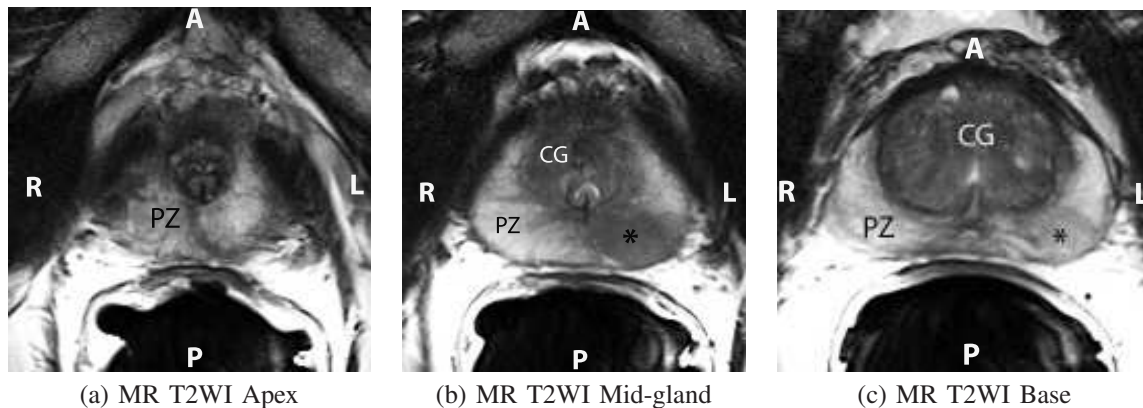 A
R
L
PZ
P
A
CG
R
L
PZ
*
P
A
CG
R
L
PZ
*
P
(a) MR T2WI Apex
(b) MR T2WI Mid-gland
(c) MR T2WI Base